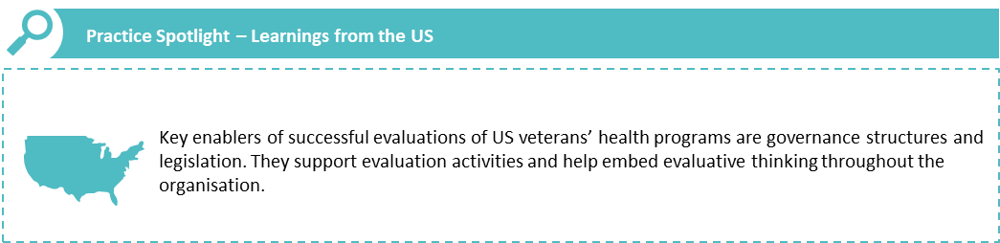 Practice Spotlight – Learnings from the US
Key enablers of successful evaluations of US veterans’ health programs are governance structures and
legislation. They support evaluation activities and help embed evaluative thinking throughout the
organisation.